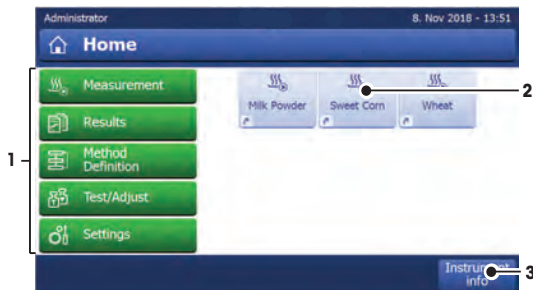 Administrator
8. Nov 2018 - 13:51
Home
Measurement
Results
Method
Definition
Test/Adjust
Settings
Milk Powder
Sweet Corn
Wheat
Instrument
info
1
2
3